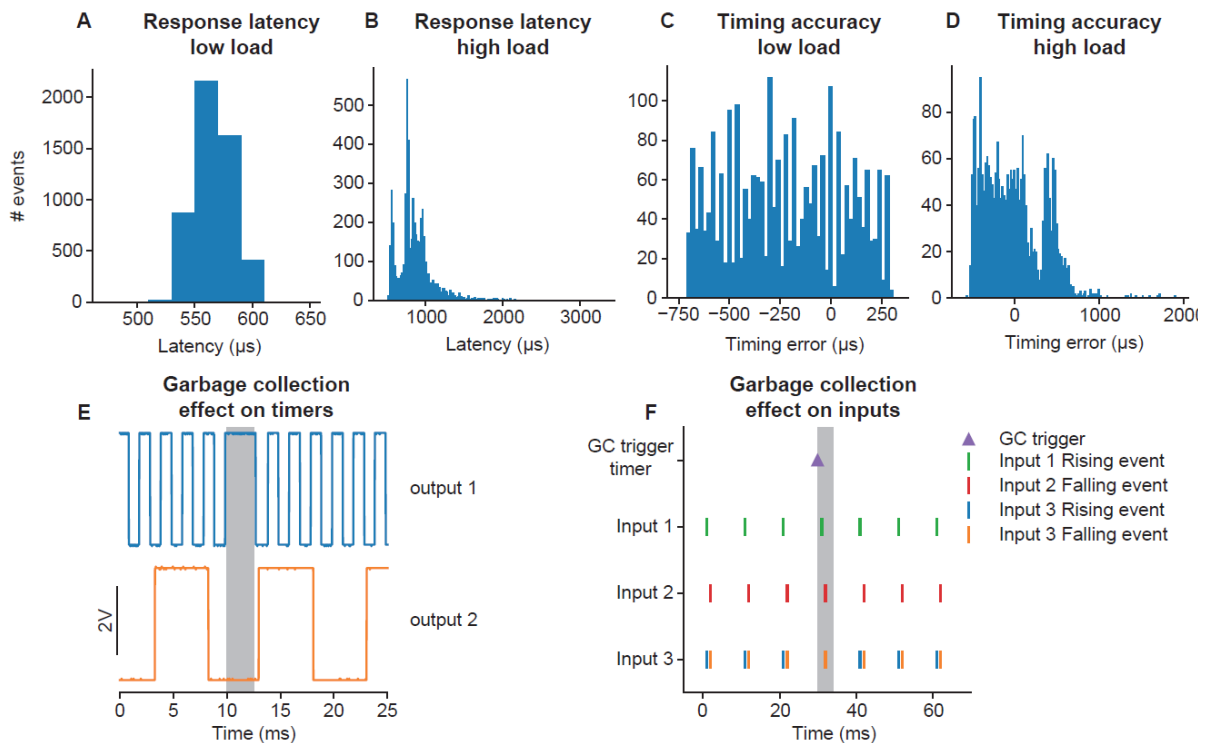 A
Response latency
low load
# events
2000
1500
1000
500
0
500
550
600
650
Latency (µs)
B
Response latency
high load
500
400
300
200
100
0
1000
2000
3000
Latency (µs)
C
Timing accuracy
low load
100
80
60
40
20
0
−750
−500
−250
0
250
Timing error (µs)
D
Timing accuracy
high load
80
60
40
20
0
0
1000
2000
Timing error (µs)
E
Garbage collection
effect on timers
output 1
output 2
2V
0
5
10
15
20
25
Time (ms)
F
Garbage collection
effect on inputs
GC trigger
timer
Input 1
Input 2
Input 3
0
20
40
60
Time (ms)
GC trigger
Input 1 Rising event
Input 2 Falling event
Input 3 Rising event
Input 3 Falling event